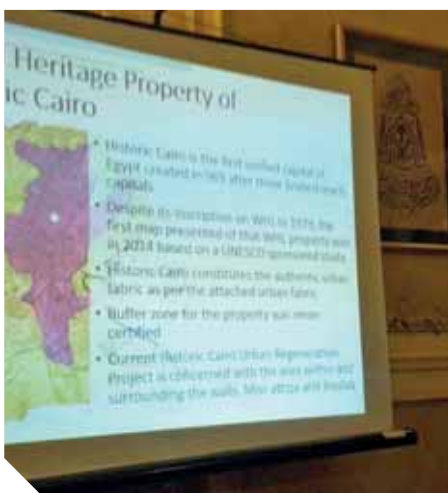 Heritage Property of
ic Cairo
• Historic Cairo is the first unified capital of
Egypt created in 969 after three
capitals
• Despite its inscription on WHL in 1979, the
first map presented of that WHL property was
in 2014 based on a UNESCO sponsored study
• Historic Cairo constitutes the authentic urban
fabric as per the attached urban fabric
• Buffer zone for the property was never
certified
• Current Historic Cairo Urban Regeneration
Project is concerned with the area within and
surrounding the walls, Misr and